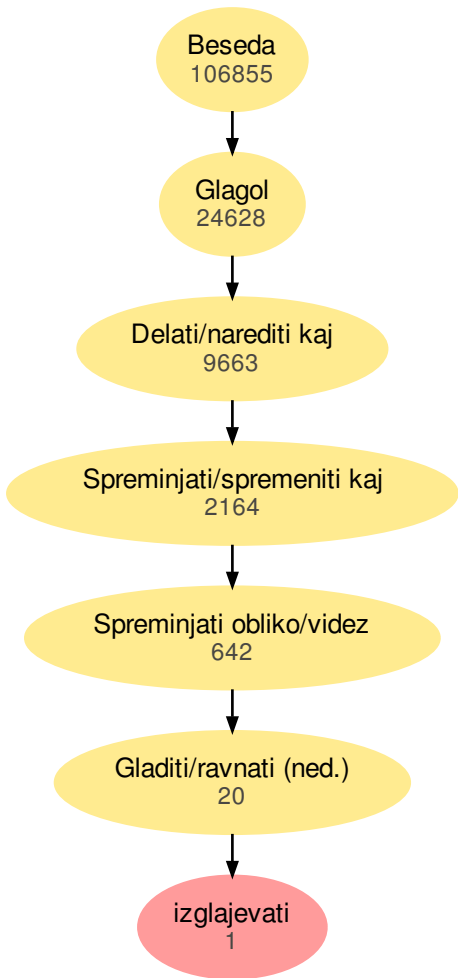 Beseda
106855
Glagol
24628
Delati/narediti kaj
9663
Spreminjati/spremeniti kaj
2164
Spreminjati obliko/videz
642
Gladiti/ravnati (ned.)
20
izglajevati
1